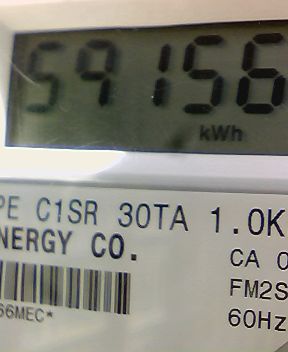 59156
kWh
PE C1SR 30TA 1.0K
NERGY CO.
CA 0
FM2S
66MEC*
60Hz